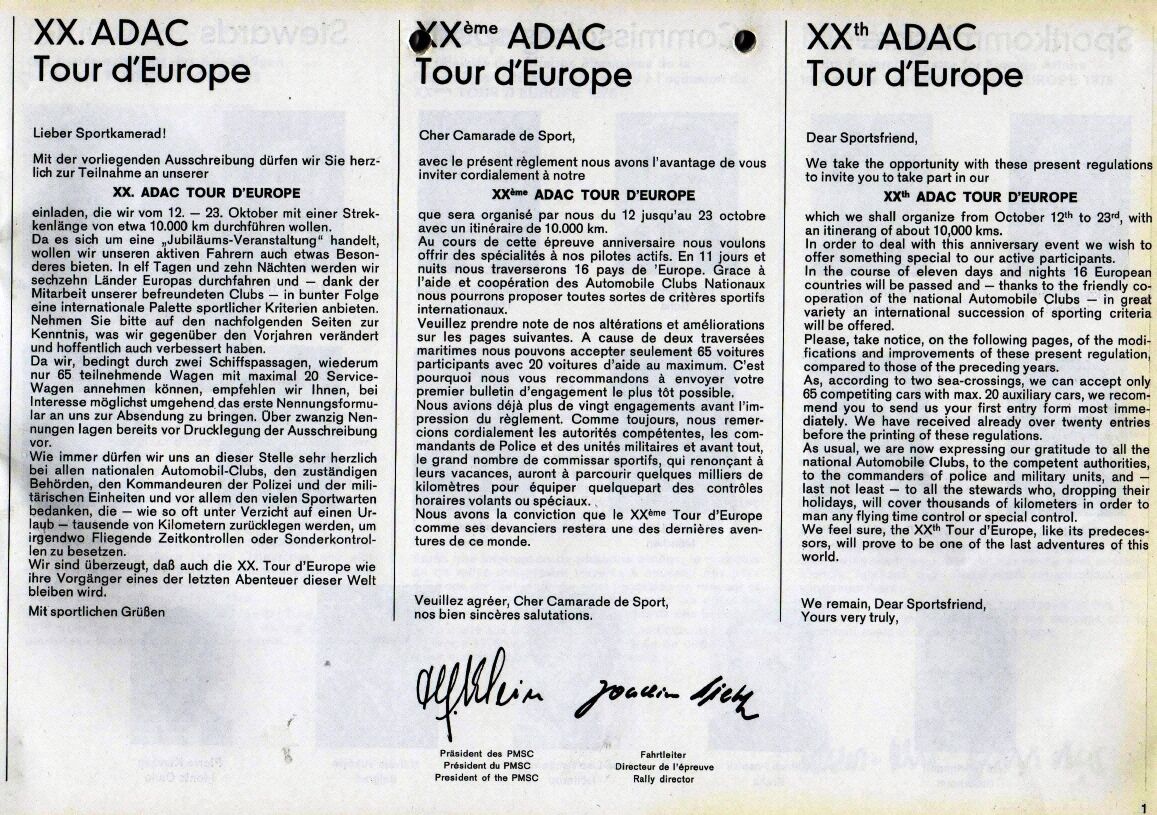 XX. ADAC
Tour d’Europe
Lieber Sportkamerad!
Mit der vorliegenden Ausschreibung dürfen wir Sie herz-
lich zur Teilnahme an unserer
XX. ADAC TOUR D’EUROPE
einladen, die wir vom 12. — 23. Oktober mit einer Strek-
kenlänge von etwa 10.000 km durchführen wollen.
Da es sich um eine „Jubiläums-Veranstaltung“ handelt,
wollen wir unseren aktiven Fahrern auch etwas Beson-
deres bieten. In elf Tagen und zehn Nächten werden wir
sechzehn Länder Europas durchfahren und — dank der
Mitarbeit unserer befreundeten Clubs — in bunter Folge
eine internationale Palette sportlicher Kriterien anbieten.
Nehmen Sie bitte auf den nachfolgenden Seiten zur
Kenntnis, was wir gegenüber den Vorjahren verändert
und hoffentlich auch verbessert haben.
Da wir, bedingt durch zwei Schiffspassagen, wiederum
nur 65 teilnehmende Wagen mit maximal 20 Service-
Wagen annehmen können, empfehlen wir Ihnen, bei
Interesse möglichst umgehend das erste Nennungsformu-
lar an uns zur Absendung zu bringen. Über zwanzig Nen-
nungen lagen bereits vor Drucklegung der Ausschreibung
vor.
Wie immer dürfen wir uns an dieser Stelle sehr herzlich
bei allen nationalen Automobil-Clubs, den zuständigen
Behörden, den Kommandeuren der Polizei und der mili-
tärischen Einheiten und vor allem den vielen Sportwarten
bedanken, die — wie so oft unter Verzicht auf einen Ur-
laub — tausende von Kilometern zurücklegen werden, um
irgendwo Fliegende Zeitkontrollen oder Sonderkontrol-
len zu besetzen.
Wir sind überzeugt, daß auch die XX. Tour d’Europe wie
ihre Vorgänger eines der letzten Abenteuer dieser Welt
bleiben wird.
Mit sportlichen Grüßen
XXème ADAC
Tour d’Europe
Cher Camarade de Sport,
avec le présent règlement nous avons l’avantage de vous
inviter cordialement à notre
XXème ADAC TOUR D’EUROPE
que sera organisé par nous du 12 jusqu’au 23 octobre
avec un itinéraire de 10.000 km.
Au cours de cette épreuve anniversaire nous voulons
offrir des spécialités à nos pilotes actifs. En 11 jours et
nuits nous traverserons 16 pays de ’Europe. Grace à
l’aide et coopération des Automobile Clubs Nationaux
nous pourrons proposer toutes sortes de critères sportifs
internationaux.
Veuillez prendre note de nos altérations et améliorations
sur les pages suivantes. A cause de deux traversées
maritimes nous pouvons accepter seulement 65 voitures
participants avec 20 voitures d’aide au maximum. C’est
pourquoi nous vous recommandons à envoyer votre
premier bulletin d’engagement le plus tôt possible.
Nous avions déjà plus de vingt engagements avant l’im-
pression du règlement. Comme toujours, nous remer-
cions cordialement les autorités compétentes, les com-
mandants de Police et des unités militaires et avant tout,
le grand nombre de commissar sportifs, qui renonçant à
leurs vacances, auront à parcourir quelques milliers de
kilomètres pour équiper quelquepart des contrôles
horaires volants ou spéciaux.
Nous avons la conviction que le XXème Tour d’Europe
comme ses devanciers restera une des dernières aven-
tures de ce monde.
Veuillez agréer, Cher Camarade de Sport,
nos bien sincères salutations.
XXth ADAC
Tour d’Europe
Dear Sportsfriend,
We take the opportunity with these present regulations
to invite you to take part in our
XXth ADAC TOUR D’EUROPE
which we shall organize from October 12th to 23rd, with
an itinerang of about 10,000 kms.
In order to deal with this anniversary event we wish to
offer something special to our active participants.
In the course of eleven days and nights 16 European
countries will be passed and — thanks to the friendly co-
operation of the national Automobile Clubs — in great
variety an international succession of sporting criteria
will be offered.
Please, take notice, on the following pages, of the modi-
fications and improvements of these present regulation,
compared to those of the preceding years.
As, according to two sea-crossings, we can accept only
65 competiting cars with max. 20 auxiliary cars, we recom-
mend you to send us your first entry form most imme-
diately. We have received already over twenty entries
before the printing of these regulations.
As usual, we are now expressing our gratitude to all the
national Automobile Clubs, to the competent authorities,
to the commanders of police and military units, and —
last not least — to all the stewards who, dropping their
holidays, will cover thousands of kilometers in order to
man any flying time control or special control.
We feel sure, the XXth Tour d’Europe, like its predeces-
sors, will prove to be one of the last adventures of this
world.
We remain, Dear Sportsfriend,
Yours very truly,
Präsident des PMSC
Président du PMSC
President of the PMSC
Fahrtleiter
Directeur de l’épreuve
Rally director
1